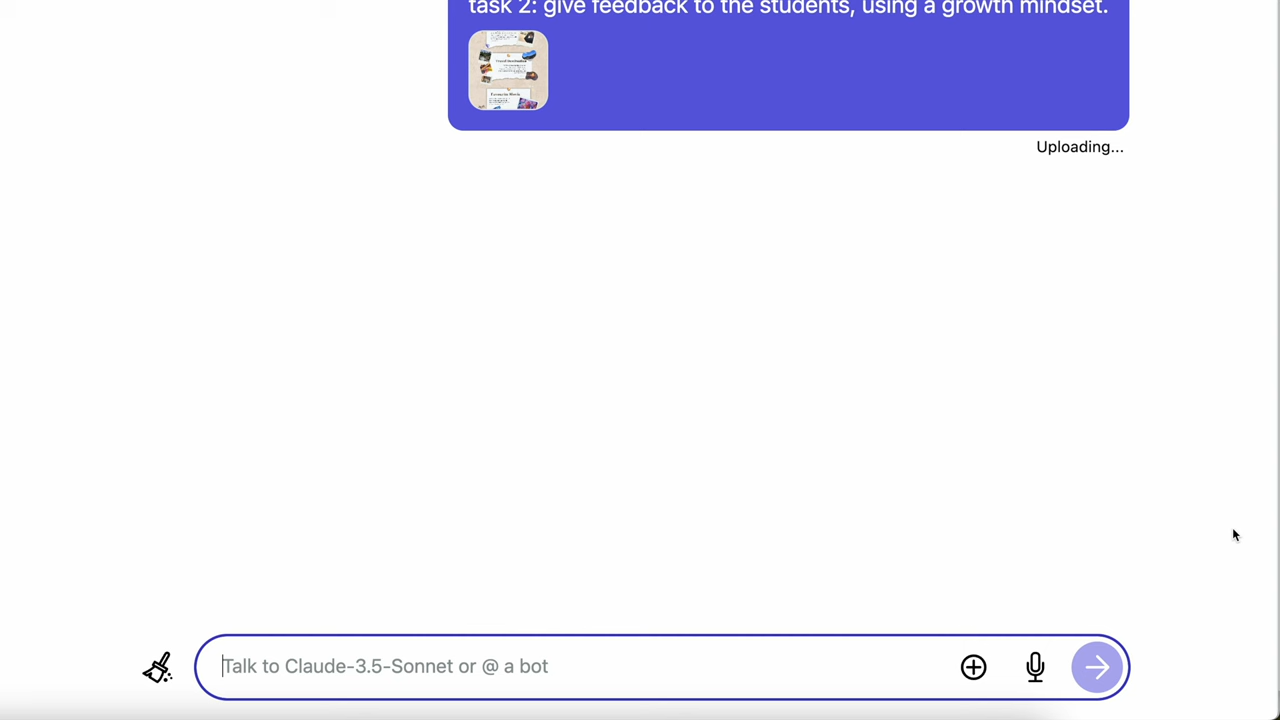 task 2: give feedback to the students, using a growth mindset.
Uploading...
Talk to Claude-3.5-Sonnet or @ a bot